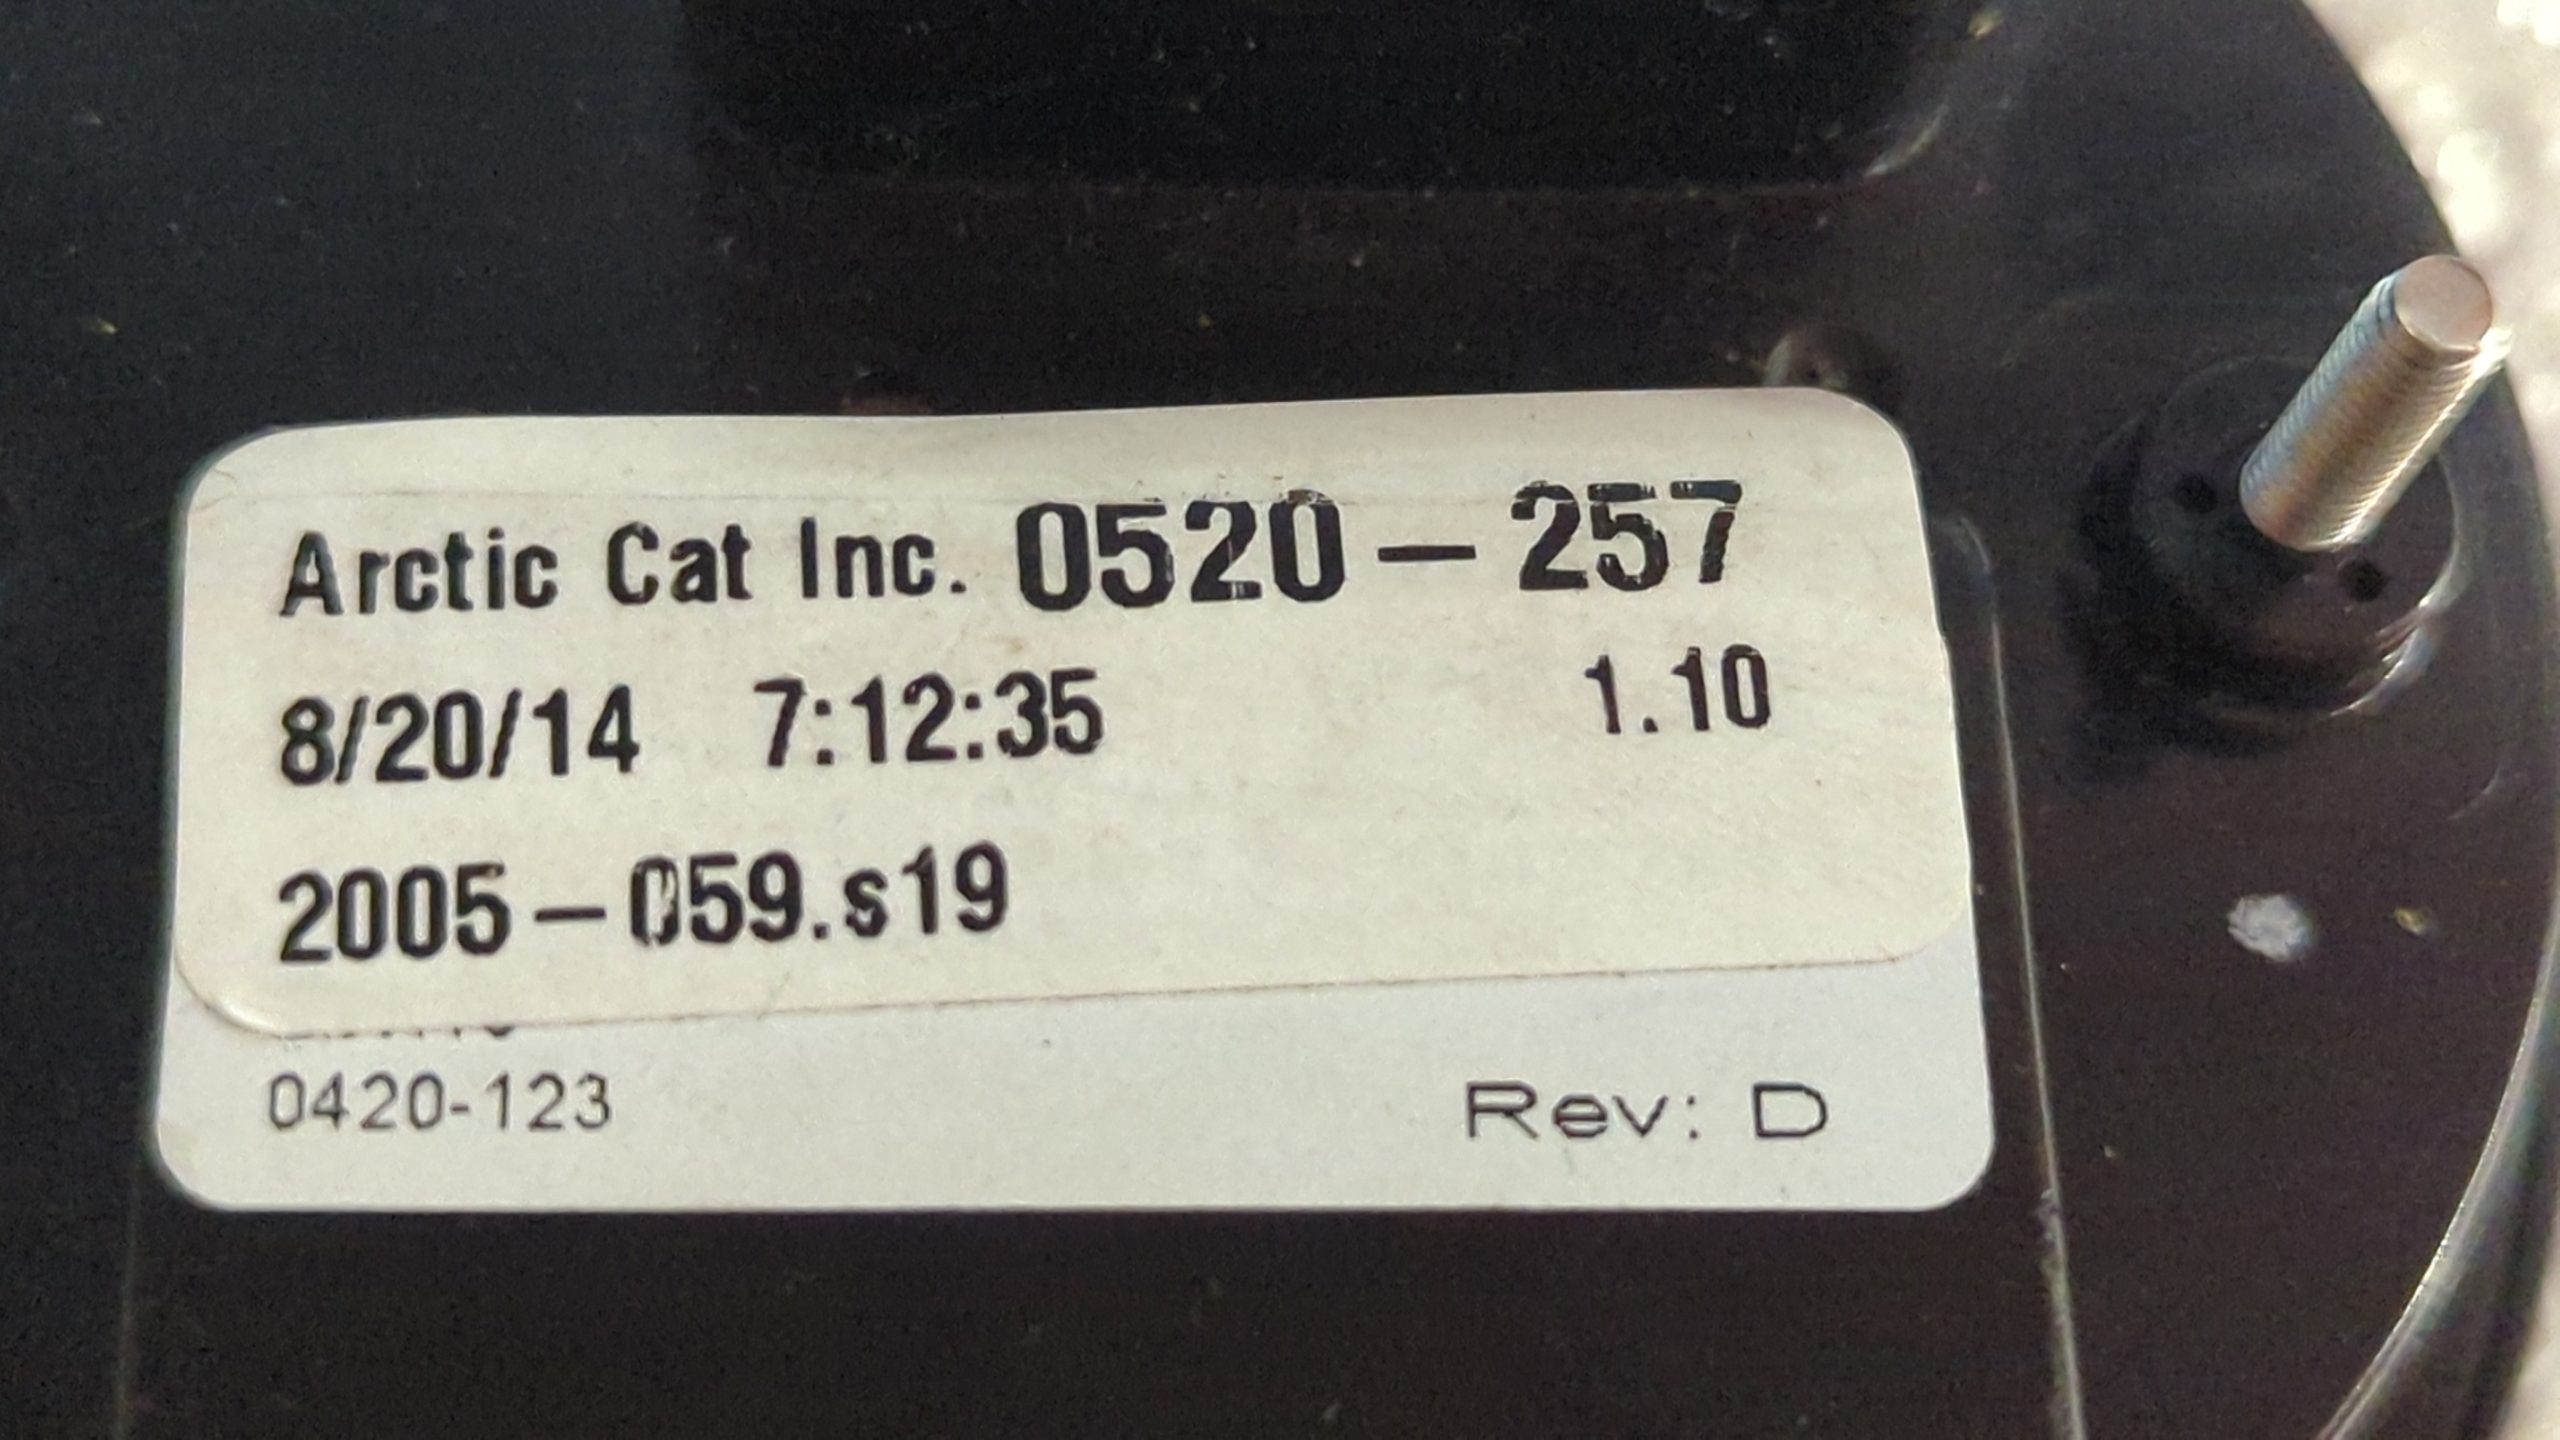 Arctic Cat Inc. 0520-257
8/20/14 7:12:35 1.10
2005-059.s19
0420-123 Rev: D